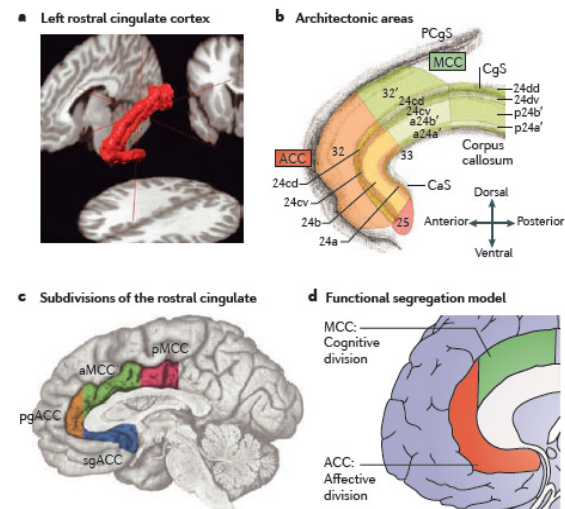 a Left rostral cingulate cortex
b Architectonic areas
PCgS
MCC
CgS
32'
24cd
24cv
a24b'
a24a'
24dd
24dv
p24b'
p24a'
Corpus
callosum
ACC
32
33
24cd
24cv
24b
24a
25
CaS
Dorsal
Anterior
Posterior
Ventral
c Subdivisions of the rostral cingulate
pMCC
aMCC
pgACC
sgACC
d Functional segregation model
MCC:
Cognitive
division
ACC:
Affective
division